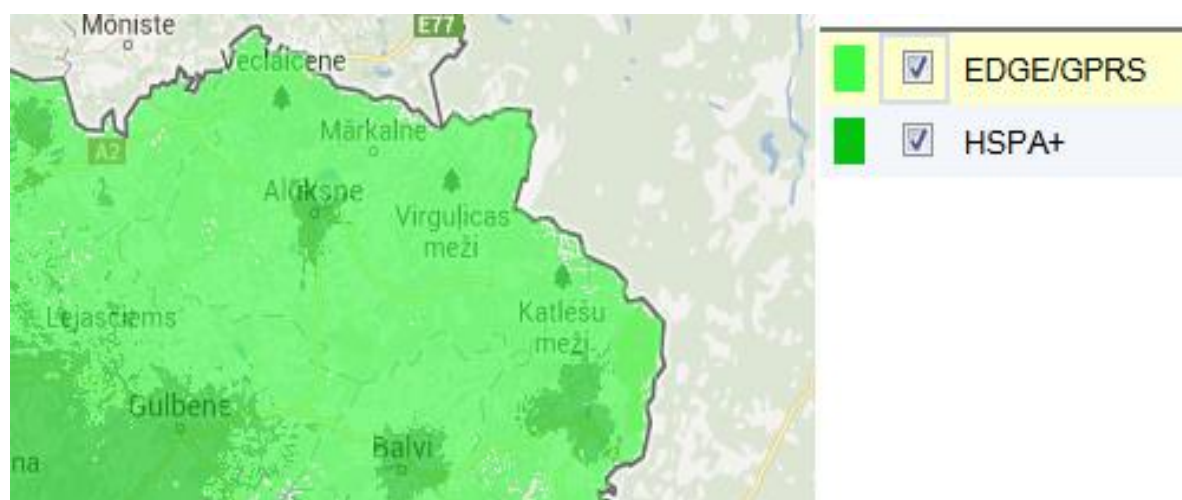 Mõniste
E77
Veclaicene
Mārkalne
A2
Alūksne
Virguļicas
meži
Lejasciems
Katlešu
meži
Gulbene
Balvi
na
EDGE/GPRS
HSPA+